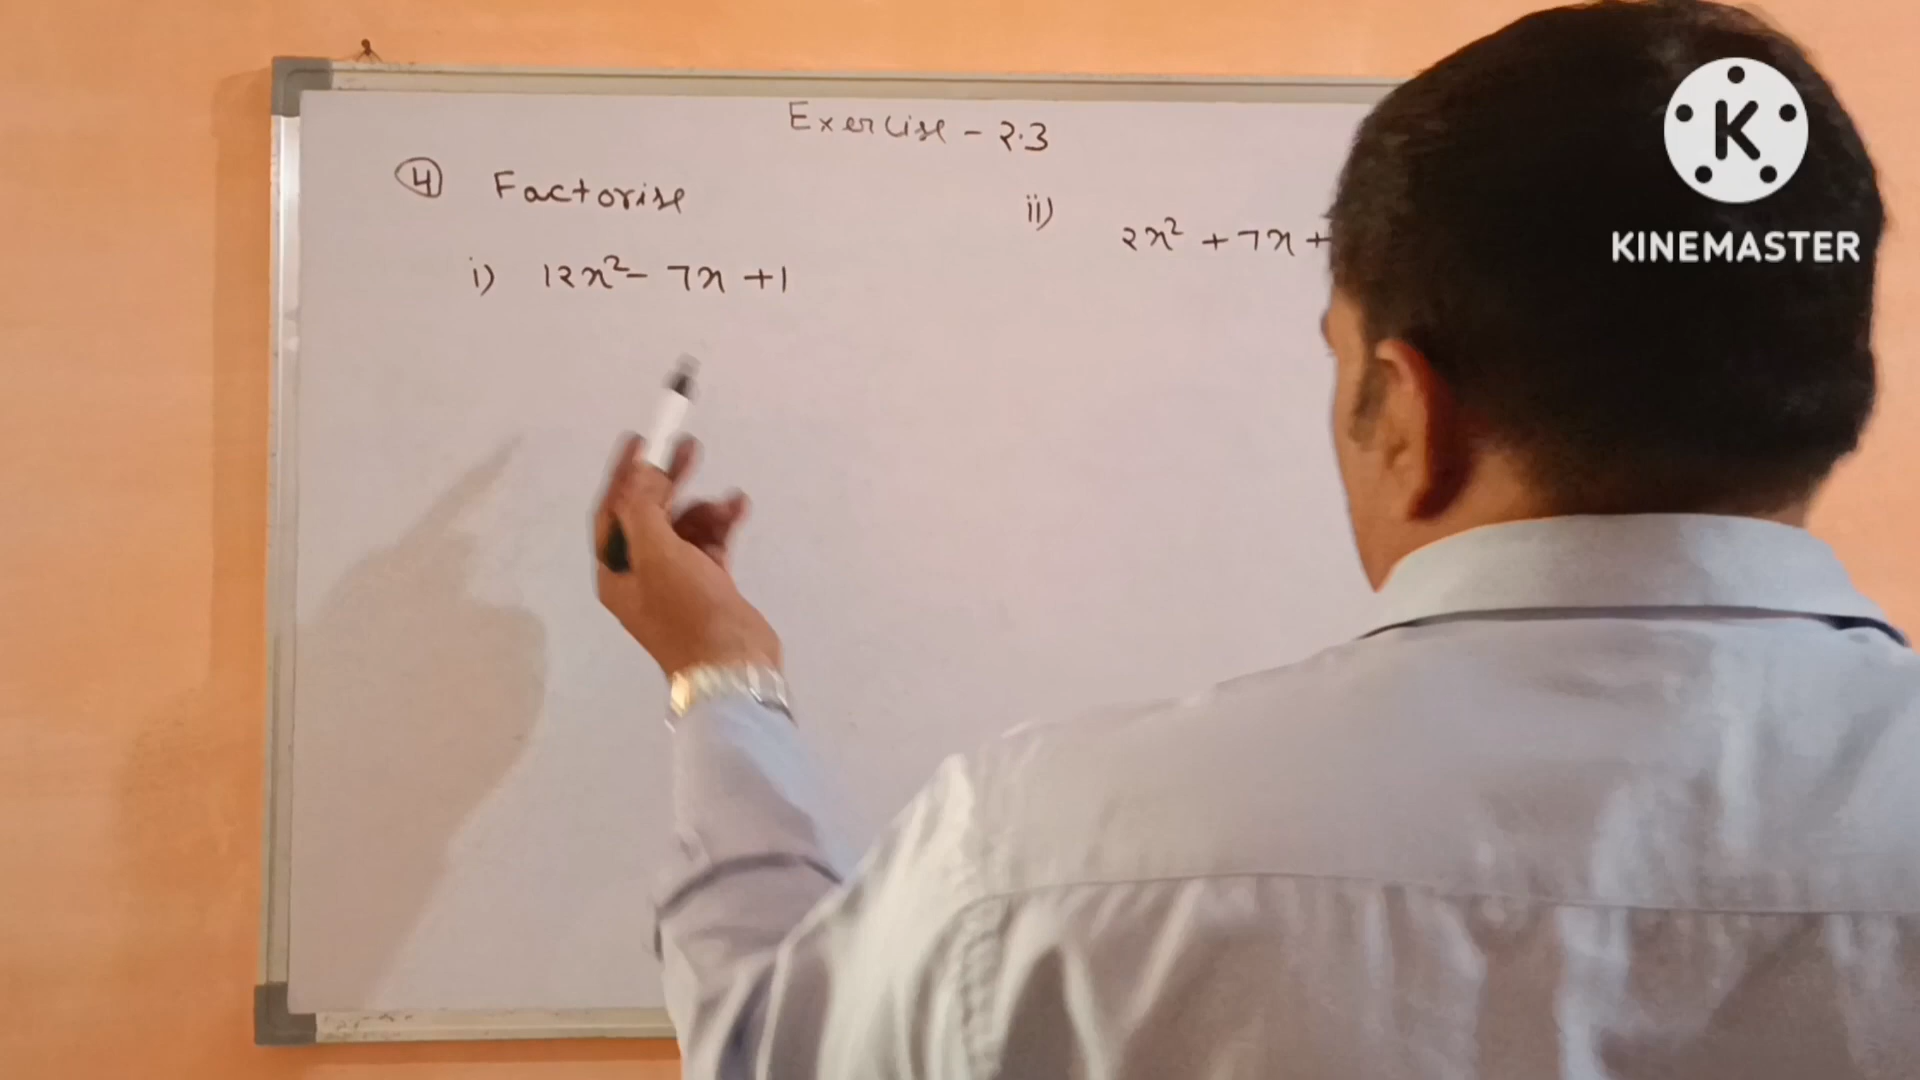 Exercise - 2.3
④ Factorise
i) 12x² - 7x + 1
ii) 2x² + 7x +
K
KINEMASTER